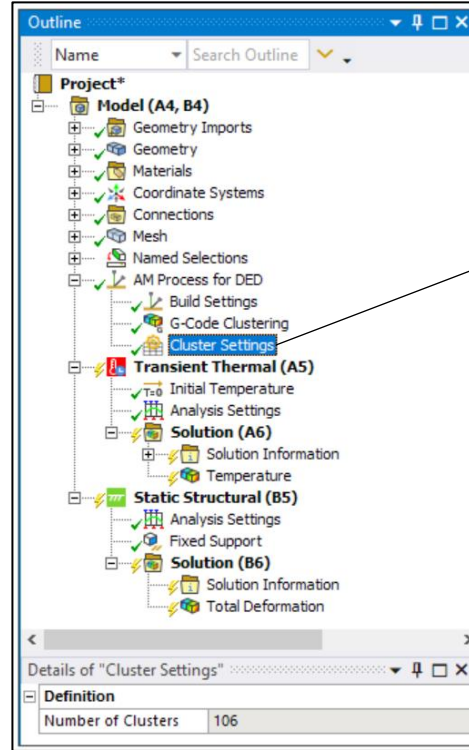 Outline
Name Search Outline
Project*
Model (A4, B4)
Geometry Imports
Geometry
Materials
Coordinate Systems
Connections
Mesh
Named Selections
AM Process for DED
Build Settings
G-Code Clustering
Cluster Settings
Transient Thermal (A5)
T=0 Initial Temperature
Analysis Settings
Solution (A6)
Solution Information
Temperature
Static Structural (B5)
Analysis Settings
Fixed Support
Solution (B6)
Solution Information
Total Deformation
Details of "Cluster Settings"
Definition
Number of Clusters 106